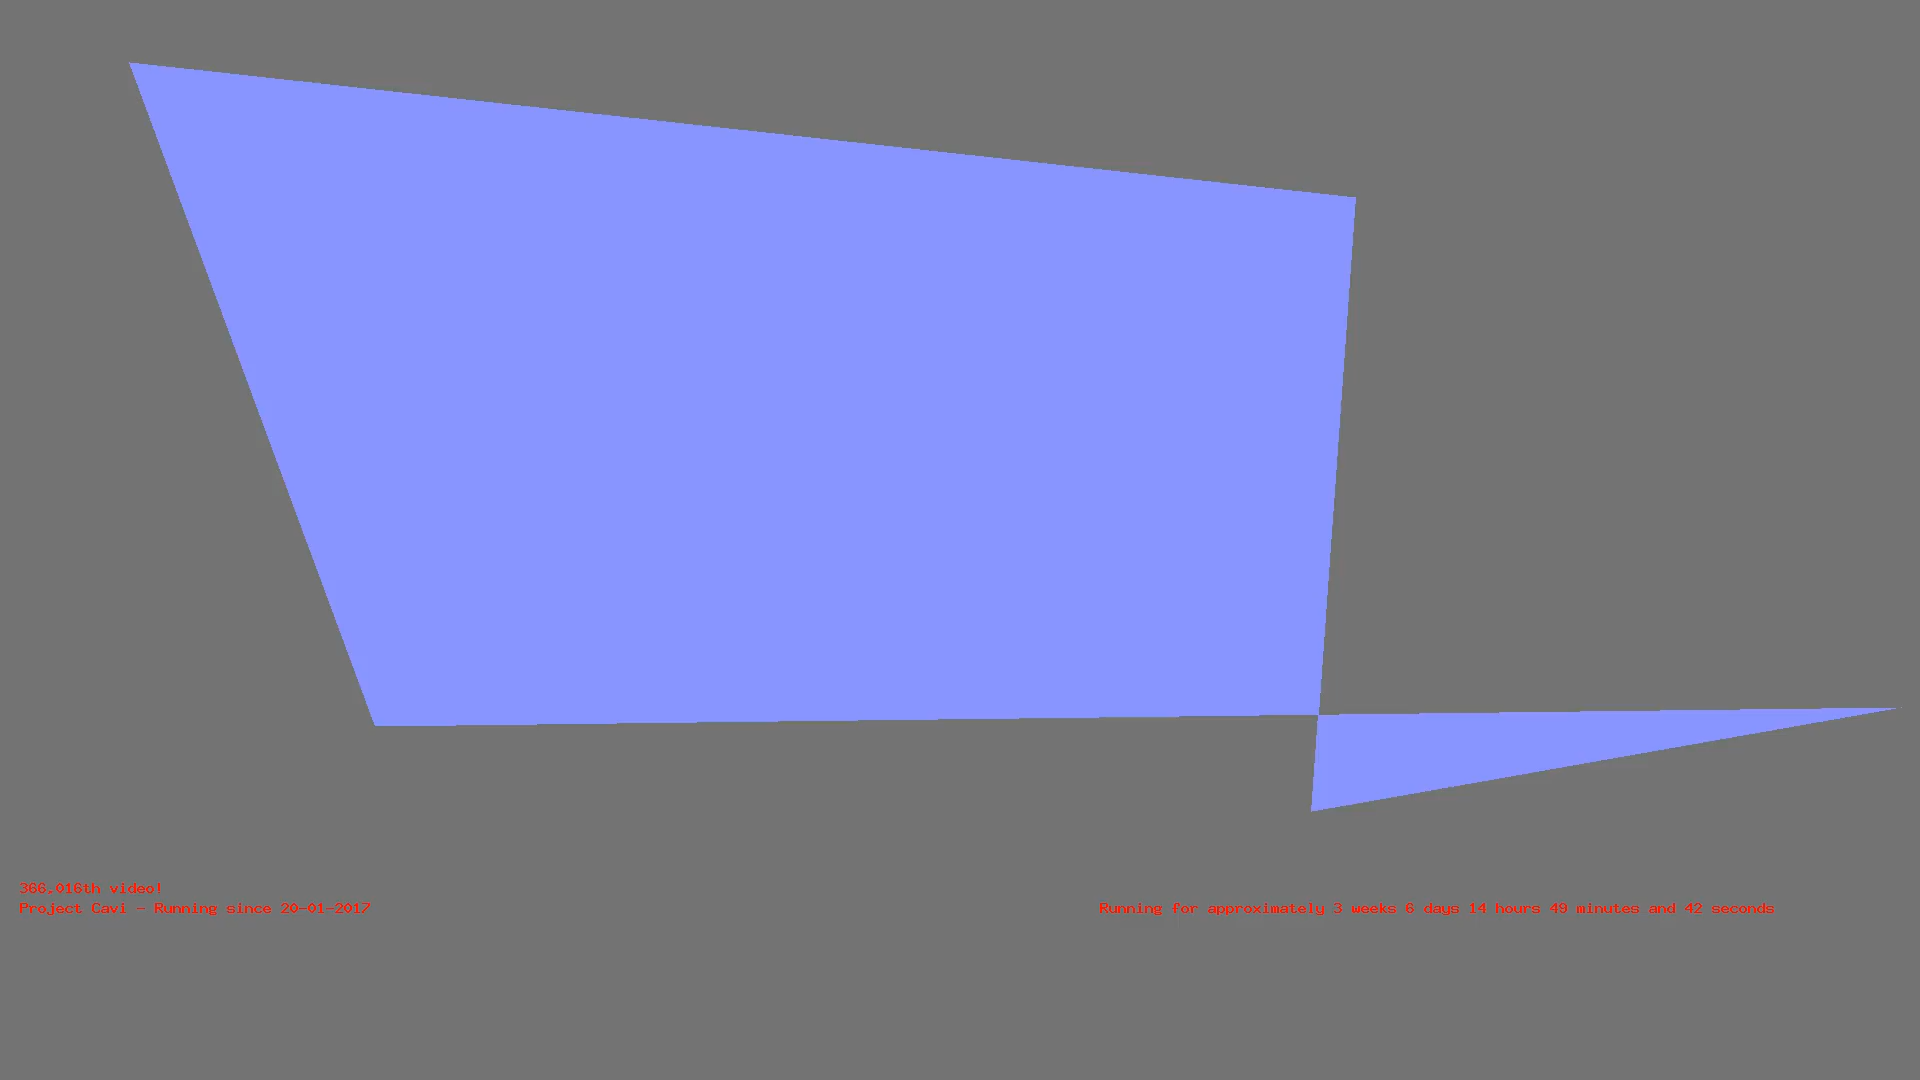 366.016th video!
Project Cavi - Running since 20-01-2017
Running for approximately 3 weeks 6 days 14 hours 49 minutes and 42 seconds